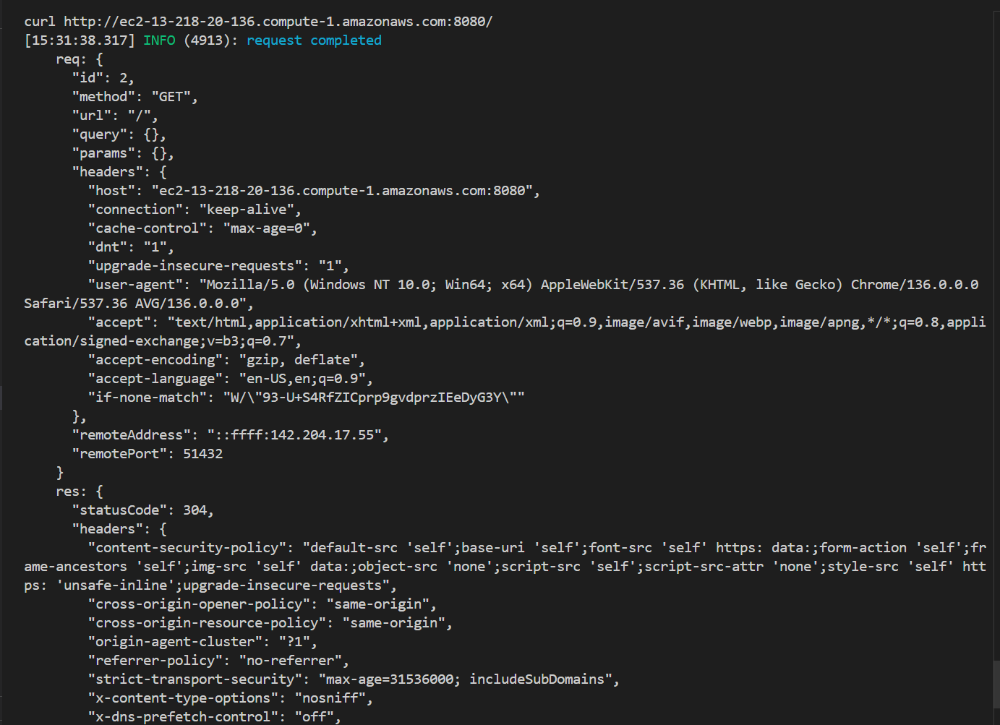 curl http://ec2-13-218-20-136.compute-1.amazonaws.com:8080/
[15:31:38.317] INFO (4913): request completed
    req: {
      "id": 2,
      "method": "GET",
      "url": "/",
      "query": {},
      "params": {},
      "headers": {
        "host": "ec2-13-218-20-136.compute-1.amazonaws.com:8080",
        "connection": "keep-alive",
        "cache-control": "max-age=0",
        "dnt": "1",
        "upgrade-insecure-requests": "1",
        "user-agent": "Mozilla/5.0 (Windows NT 10.0; Win64; x64) AppleWebKit/537.36 (KHTML, like Gecko) Chrome/136.0.0.0
Safari/537.36 AVG/136.0.0.0",
        "accept": "text/html,application/xhtml+xml,application/xml;q=0.9,image/avif,image/webp,image/apng,*/*;q=0.8,appli
cation/signed-exchange;v=b3;q=0.7",
        "accept-encoding": "gzip, deflate",
        "accept-language": "en-US,en;q=0.9",
        "if-none-match": "W/\"93-U+S4RfZICprp9gvdprzIEeDyG3Y\""
      },
      "remoteAddress": "::ffff:142.204.17.55",
      "remotePort": 51432
    }
    res: {
      "statusCode": 304,
      "headers": {
        "content-security-policy": "default-src 'self';base-uri 'self';font-src 'self' https: data:;form-action 'self';fr
ame-ancestors 'self';img-src 'self' data:;object-src 'none';script-src 'self';script-src-attr 'none';style-src 'self' htt
ps: 'unsafe-inline';upgrade-insecure-requests",
        "cross-origin-opener-policy": "same-origin",
        "cross-origin-resource-policy": "same-origin",
        "origin-agent-cluster": "?1",
        "referrer-policy": "no-referrer",
        "strict-transport-security": "max-age=31536000; includeSubDomains",
        "x-content-type-options": "nosniff",
        "x-dns-prefetch-control": "off",